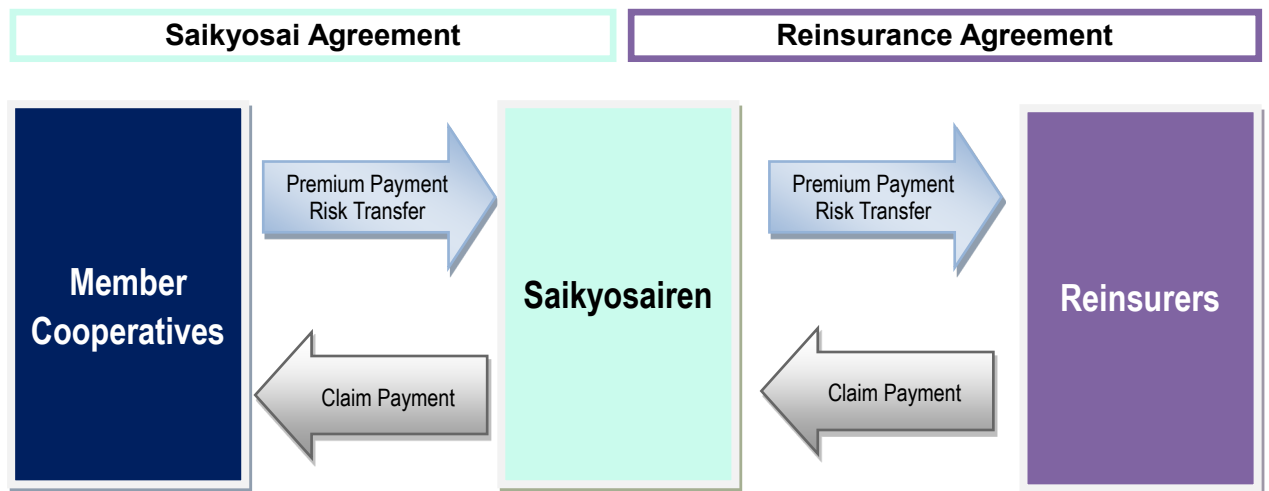 Saikyosai Agreement
Reinsurance Agreement
Member
Cooperatives
Premium Payment
Risk Transfer
Claim Payment
Saikyosairen
Premium Payment
Risk Transfer
Claim Payment
Reinsurers